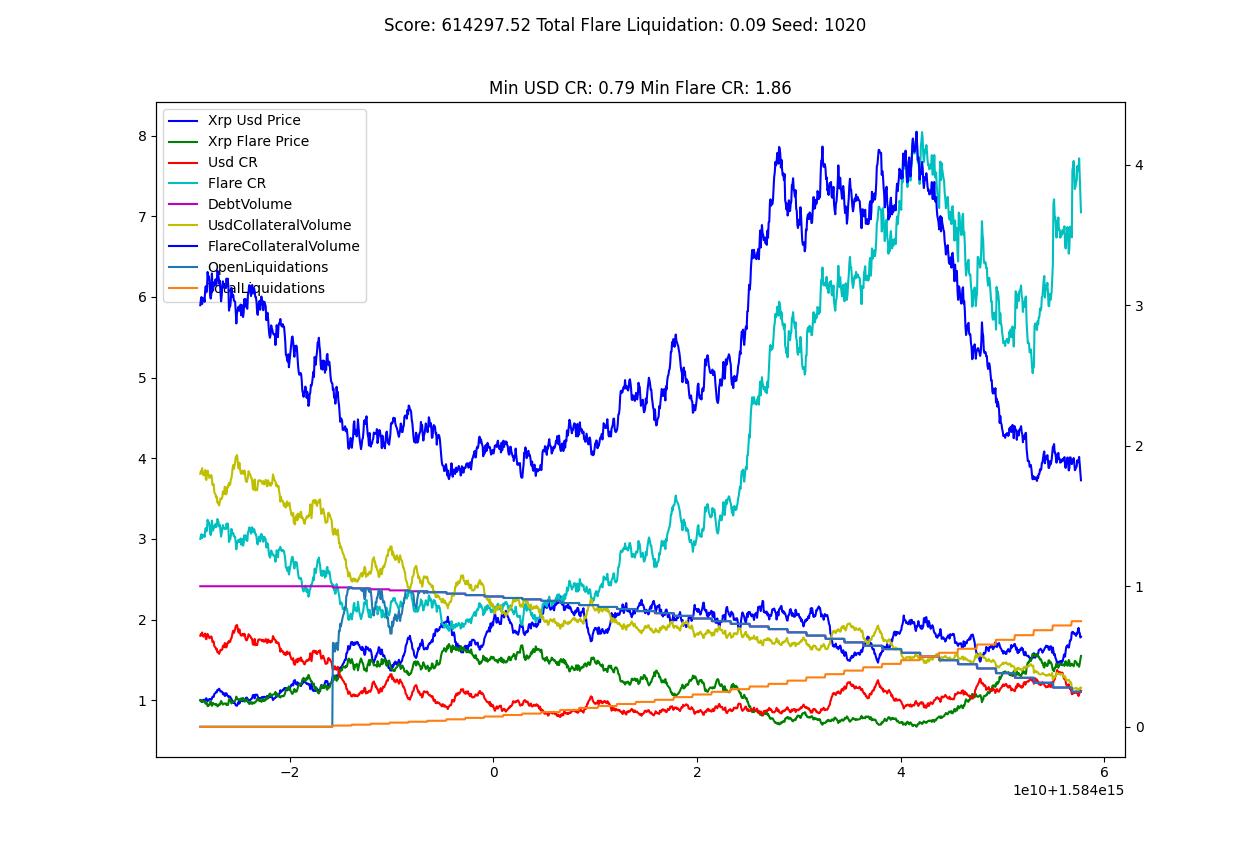 Score: 614297.52 Total Flare Liquidation: 0.09 Seed: 1020
Min USD CR: 0.79 Min Flare CR: 1.86
Xrp Usd Price
Xrp Flare Price
Usd CR
Flare CR
DebtVolume
UsdCollateralVolume
FlareCollateralVolume
OpenLiquidations
TotalLiquidations
8
7
6
5
4
3
2
1
4
3
2
1
0
−2
0
2
4
6
1e10+1.584e15